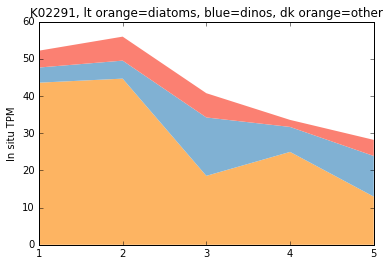 K02291, lt orange=diatoms, blue=dinos, dk orange=other
60
50
40
30
20
10
0
In situ TPM
1 2 3 4 5